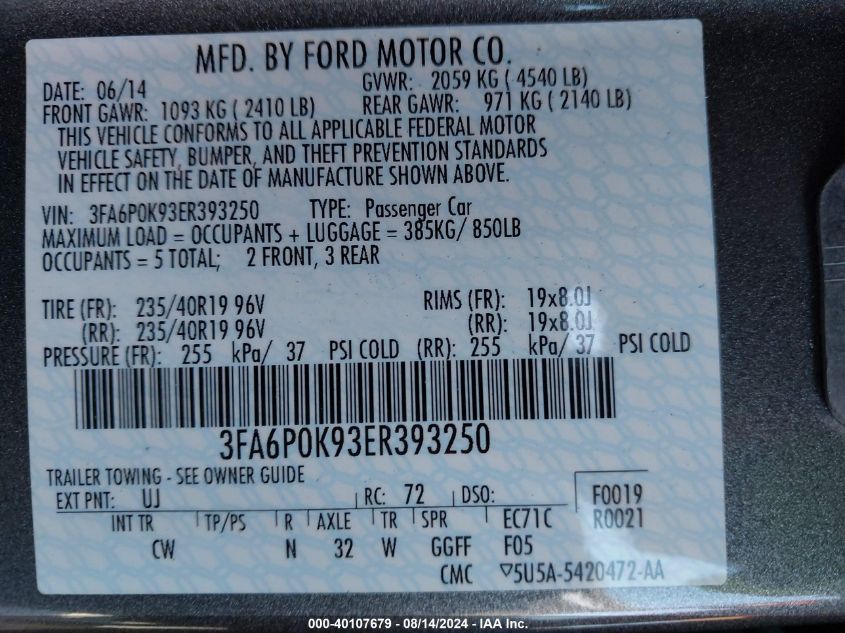 MFD. BY FORD MOTOR CO.
DATE: 06/14 GVWR: 2059 KG ( 4540 LB)
FRONT GAWR: 1093 KG ( 2410 LB) REAR GAWR: 971 KG ( 2140 LB)
THIS VEHICLE CONFORMS TO ALL APPLICABLE FEDERAL MOTOR
VEHICLE SAFETY, BUMPER, AND THEFT PREVENTION STANDARDS
IN EFFECT ON THE DATE OF MANUFACTURE SHOWN ABOVE.
VIN: 3FA6P0K93ER393250 TYPE: Passenger Car
MAXIMUM LOAD = OCCUPANTS + LUGGAGE = 385KG/ 850LB
OCCUPANTS = 5 TOTAL; 2 FRONT, 3 REAR
TIRE (FR): 235/40R19 96V RIMS (FR): 19x8.0J
(RR): 235/40R19 96V (RR): 19x8.0J
PRESSURE (FR): 255 kPa/ 37 PSI COLD (RR): 255 kPa/ 37 PSI COLD
3FA6P0K93ER393250
TRAILER TOWING - SEE OWNER GUIDE
EXT PNT: UJ RC: 72 DSO: F0019
INT TR TP/PS R AXLE TR SPR EC71C R0021
CW N 32 W GGFF F05
CMC ▽5U5A-5420472-AA
000-40107679 - 08/14/2024 - IAA Inc.